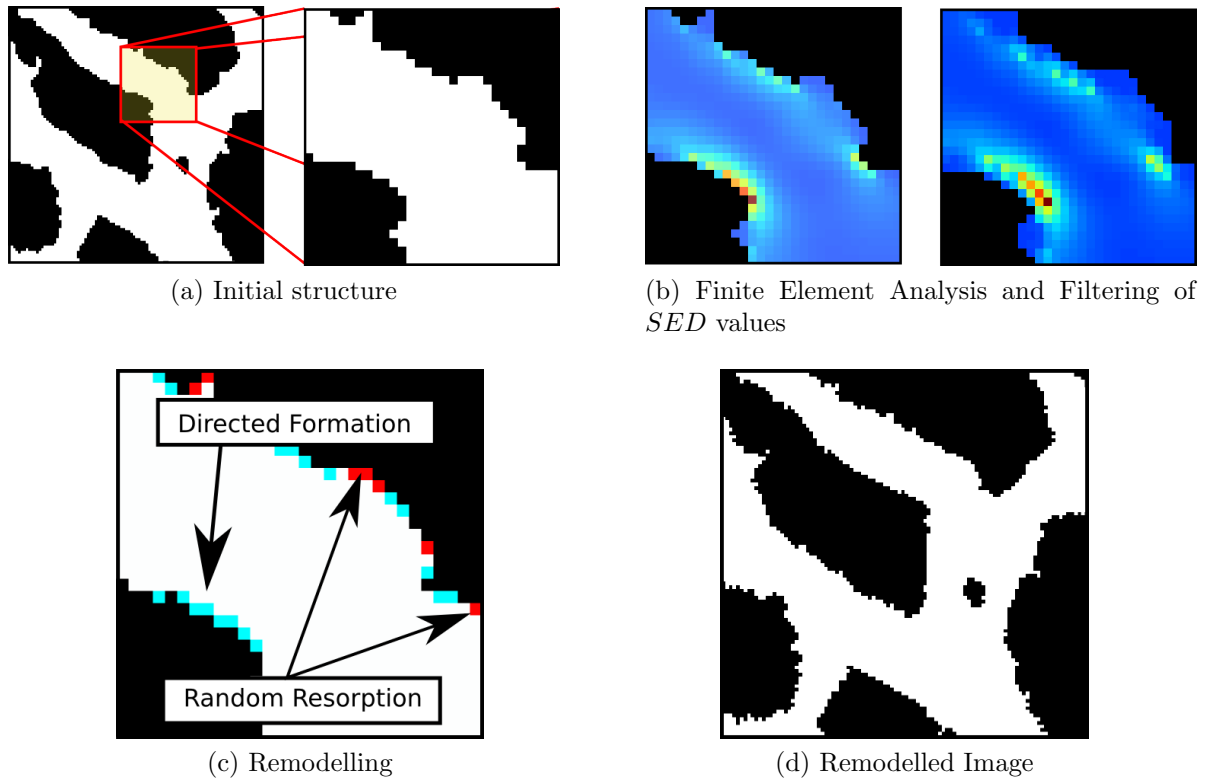 (a) Initial structure
(b) Finite Element Analysis and Filtering of
SED values
Directed Formation
Random Resorption
(c) Remodelling
(d) Remodelled Image